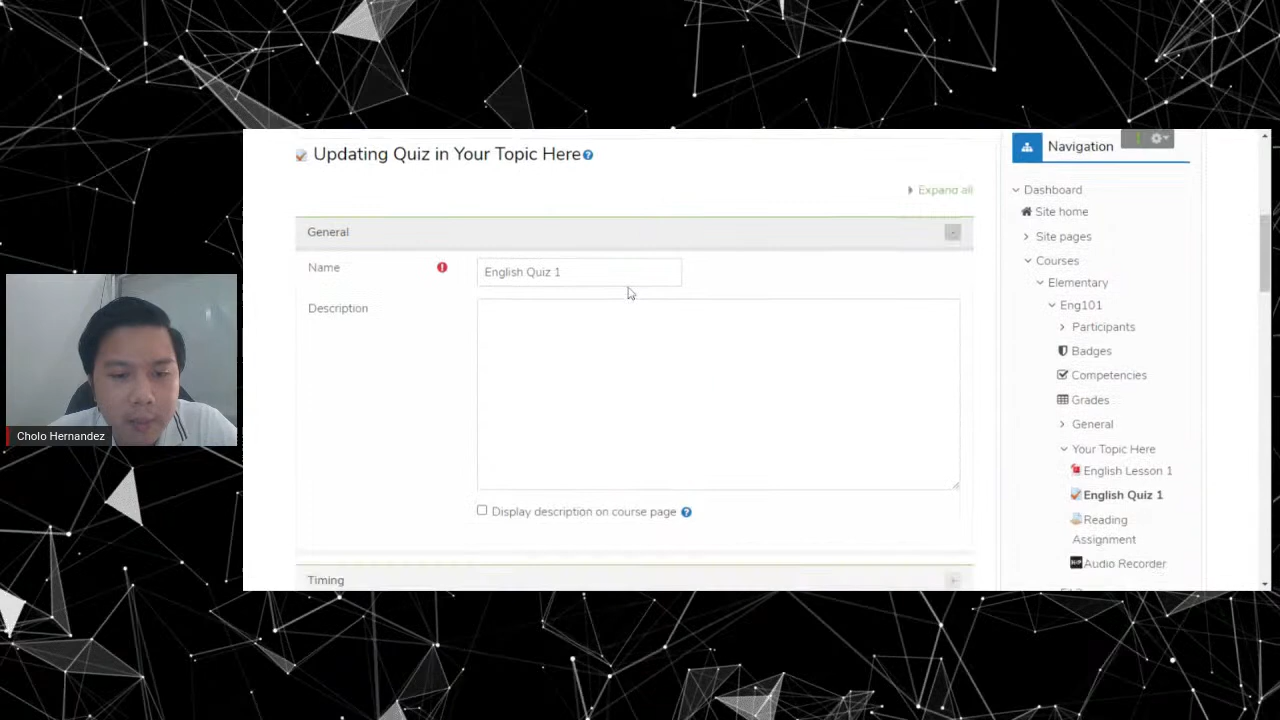 Updating Quiz in Your Topic Here
Expand all
General
Name
English Quiz 1
Description
Display description on course page
Timing
Navigation
Dashboard
Site home
Site pages
Courses
Elementary
Eng101
Participants
Badges
Competencies
Grades
General
Your Topic Here
English Lesson 1
English Quiz 1
Reading
Assignment
Audio Recorder
Cholo Hernandez